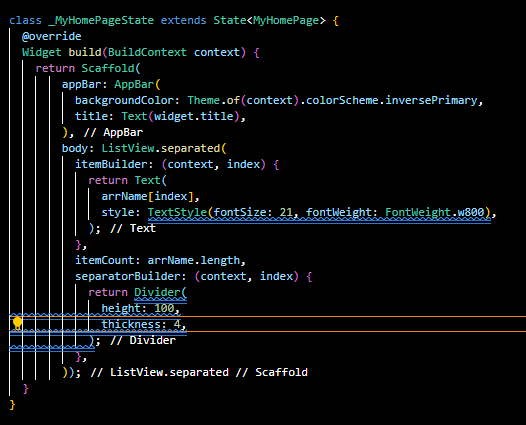 class _MyHomePageState extends State<MyHomePage> {
  @override
  Widget build(BuildContext context) {
    return Scaffold(
        appBar: AppBar(
          backgroundColor: Theme.of(context).colorScheme.inversePrimary,
          title: Text(widget.title),
        ), // AppBar
        body: ListView.separated(
          itemBuilder: (context, index) {
            return Text(
              arrName[index],
              style: TextStyle(fontSize: 21, fontWeight: FontWeight.w800),
            ); // Text
          },
          itemCount: arrName.length,
          separatorBuilder: (context, index) {
            return Divider(
              height: 100,
              thickness: 4,
            ); // Divider
          },
        )); // ListView.separated // Scaffold
  }
}